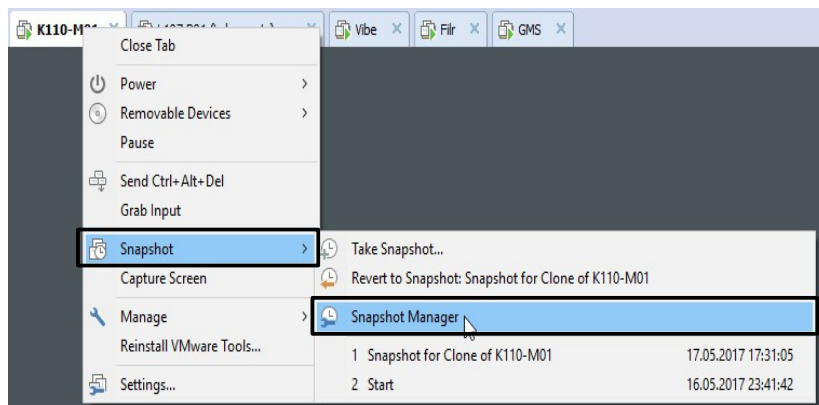 K110-M01
Vibe
Filr
GMS
Close Tab
Power
Removable Devices
Pause
Send Ctrl+Alt+Del
Grab Input
Snapshot
Capture Screen
Manage
Reinstall VMware Tools...
Settings...
Take Snapshot...
Revert to Snapshot: Snapshot for Clone of K110-M01
Snapshot Manager
1 Snapshot for Clone of K110-M01 17.05.2017 17:31:05
2 Start 16.05.2017 23:41:42